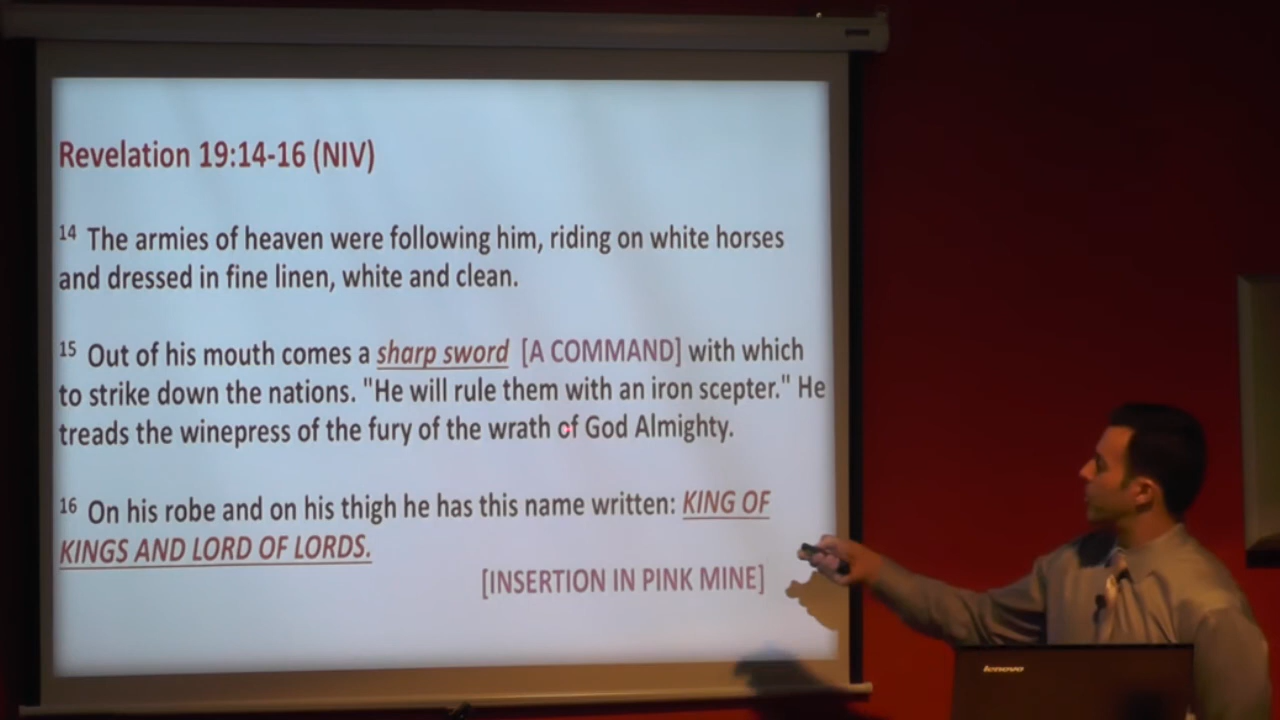 Revelation 19:14-16 (NIV)
14 The armies of heaven were following him, riding on white horses
and dressed in fine linen, white and clean.
15 Out of his mouth comes a sharp sword [A COMMAND] with which
to strike down the nations. "He will rule them with an iron scepter." He
treads the winepress of the fury of the wrath of God Almighty.
16 On his robe and on his thigh he has this name written: KING OF
KINGS AND LORD OF LORDS.
[INSERTION IN PINK MINE]
lenovo